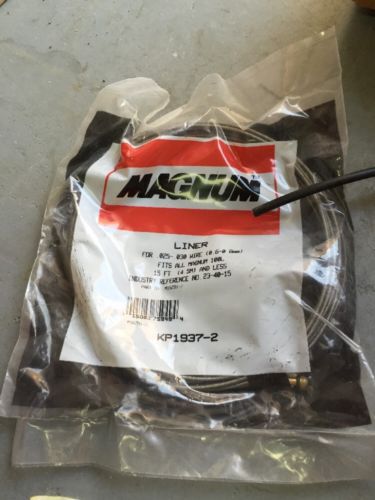 MAGNUM
LINER
FOR .025-.030 WIRE (0.6-0.8mm)
FITS ALL MAGNUM 100L
15 FT (4.5M) AND LESS
INDUSTRY REFERENCE NO. 23-40-15
KP1937-2